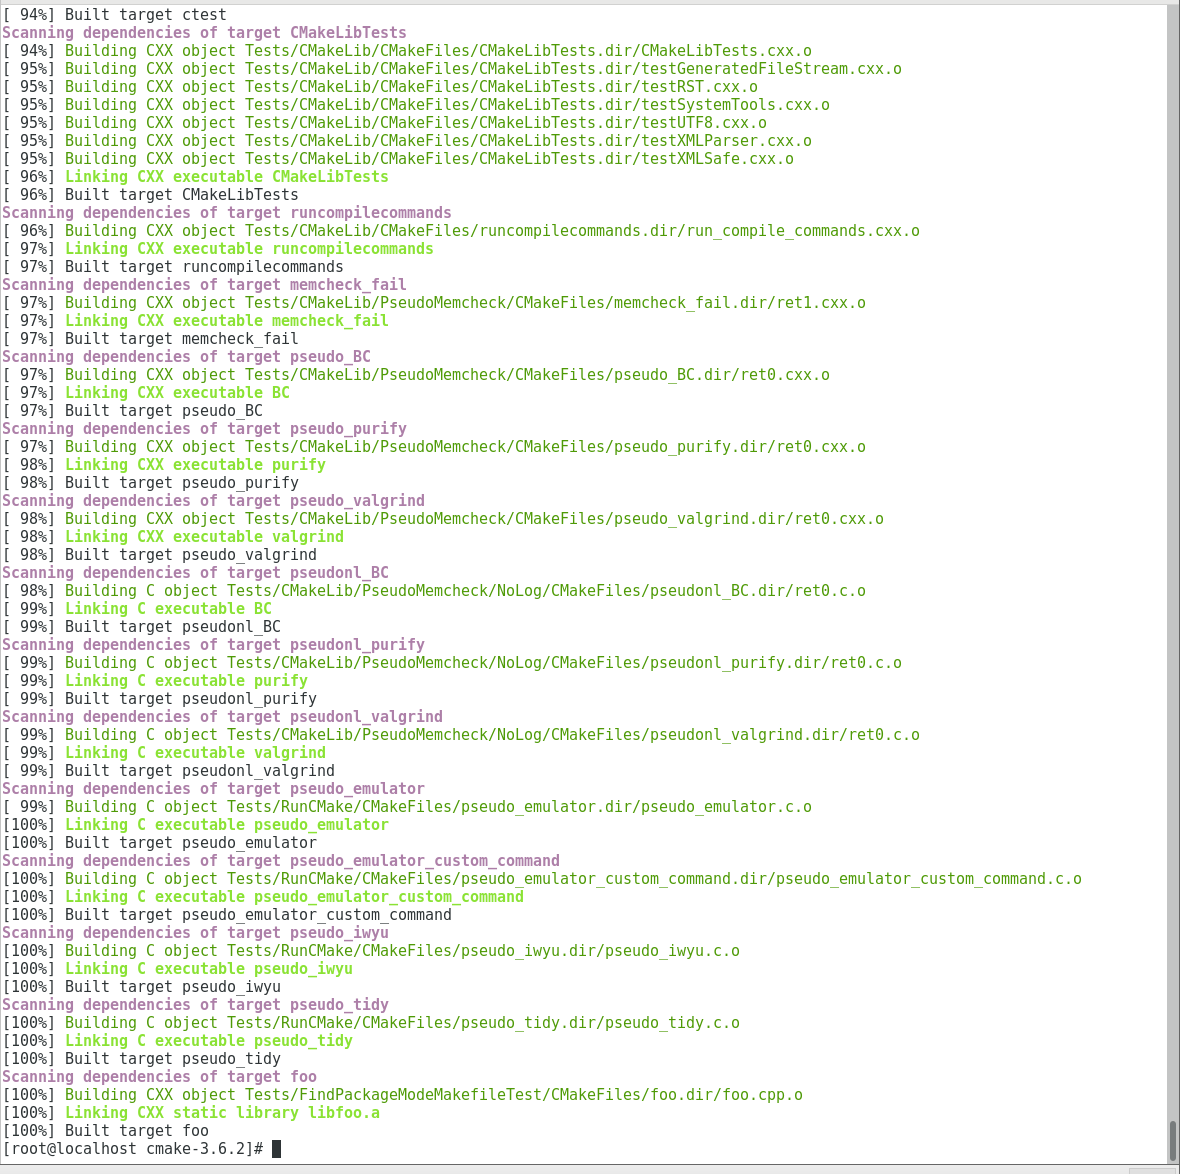 [ 94%] Built target ctest
Scanning dependencies of target CMakeLibTests
[ 94%] Building CXX object Tests/CMakeLib/CMakeFiles/CMakeLibTests.dir/CMakeLibTests.cxx.o
[ 95%] Building CXX object Tests/CMakeLib/CMakeFiles/CMakeLibTests.dir/testGeneratedFileStream.cxx.o
[ 95%] Building CXX object Tests/CMakeLib/CMakeFiles/CMakeLibTests.dir/testRST.cxx.o
[ 95%] Building CXX object Tests/CMakeLib/CMakeFiles/CMakeLibTests.dir/testSystemTools.cxx.o
[ 95%] Building CXX object Tests/CMakeLib/CMakeFiles/CMakeLibTests.dir/testUTF8.cxx.o
[ 95%] Building CXX object Tests/CMakeLib/CMakeFiles/CMakeLibTests.dir/testXMLParser.cxx.o
[ 95%] Building CXX object Tests/CMakeLib/CMakeFiles/CMakeLibTests.dir/testXMLSafe.cxx.o
[ 96%] Linking CXX executable CMakeLibTests
[ 96%] Built target CMakeLibTests
Scanning dependencies of target runcompilecommands
[ 96%] Building CXX object Tests/CMakeLib/CMakeFiles/runcompilecommands.dir/run_compile_commands.cxx.o
[ 97%] Linking CXX executable runcompilecommands
[ 97%] Built target runcompilecommands
Scanning dependencies of target memcheck_fail
[ 97%] Building CXX object Tests/CMakeLib/PseudoMemcheck/CMakeFiles/memcheck_fail.dir/ret1.cxx.o
[ 97%] Linking CXX executable memcheck_fail
[ 97%] Built target memcheck_fail
Scanning dependencies of target pseudo_BC
[ 97%] Building CXX object Tests/CMakeLib/PseudoMemcheck/CMakeFiles/pseudo_BC.dir/ret0.cxx.o
[ 97%] Linking CXX executable BC
[ 97%] Built target pseudo_BC
Scanning dependencies of target pseudo_purify
[ 97%] Building CXX object Tests/CMakeLib/PseudoMemcheck/CMakeFiles/pseudo_purify.dir/ret0.cxx.o
[ 98%] Linking CXX executable purify
[ 98%] Built target pseudo_purify
Scanning dependencies of target pseudo_valgrind
[ 98%] Building CXX object Tests/CMakeLib/PseudoMemcheck/CMakeFiles/pseudo_valgrind.dir/ret0.cxx.o
[ 98%] Linking CXX executable valgrind
[ 98%] Built target pseudo_valgrind
Scanning dependencies of target pseudonl_BC
[ 98%] Building C object Tests/CMakeLib/PseudoMemcheck/NoLog/CMakeFiles/pseudonl_BC.dir/ret0.c.o
[ 99%] Linking C executable BC
[ 99%] Built target pseudonl_BC
Scanning dependencies of target pseudonl_purify
[ 99%] Building C object Tests/CMakeLib/PseudoMemcheck/NoLog/CMakeFiles/pseudonl_purify.dir/ret0.c.o
[ 99%] Linking C executable purify
[ 99%] Built target pseudonl_purify
Scanning dependencies of target pseudonl_valgrind
[ 99%] Building C object Tests/CMakeLib/PseudoMemcheck/NoLog/CMakeFiles/pseudonl_valgrind.dir/ret0.c.o
[ 99%] Linking C executable valgrind
[ 99%] Built target pseudonl_valgrind
Scanning dependencies of target pseudo_emulator
[ 99%] Building C object Tests/RunCMake/CMakeFiles/pseudo_emulator.dir/pseudo_emulator.c.o
[100%] Linking C executable pseudo_emulator
[100%] Built target pseudo_emulator
Scanning dependencies of target pseudo_emulator_custom_command
[100%] Building C object Tests/RunCMake/CMakeFiles/pseudo_emulator_custom_command.dir/pseudo_emulator_custom_command.c.o
[100%] Linking C executable pseudo_emulator_custom_command
[100%] Built target pseudo_emulator_custom_command
Scanning dependencies of target pseudo_iwyu
[100%] Building C object Tests/RunCMake/CMakeFiles/pseudo_iwyu.dir/pseudo_iwyu.c.o
[100%] Linking C executable pseudo_iwyu
[100%] Built target pseudo_iwyu
Scanning dependencies of target pseudo_tidy
[100%] Building C object Tests/RunCMake/CMakeFiles/pseudo_tidy.dir/pseudo_tidy.c.o
[100%] Linking C executable pseudo_tidy
[100%] Built target pseudo_tidy
Scanning dependencies of target foo
[100%] Building CXX object Tests/FindPackageModeMakefileTest/CMakeFiles/foo.dir/foo.cpp.o
[100%] Linking CXX static library libfoo.a
[100%] Built target foo
[root@localhost cmake-3.6.2]#